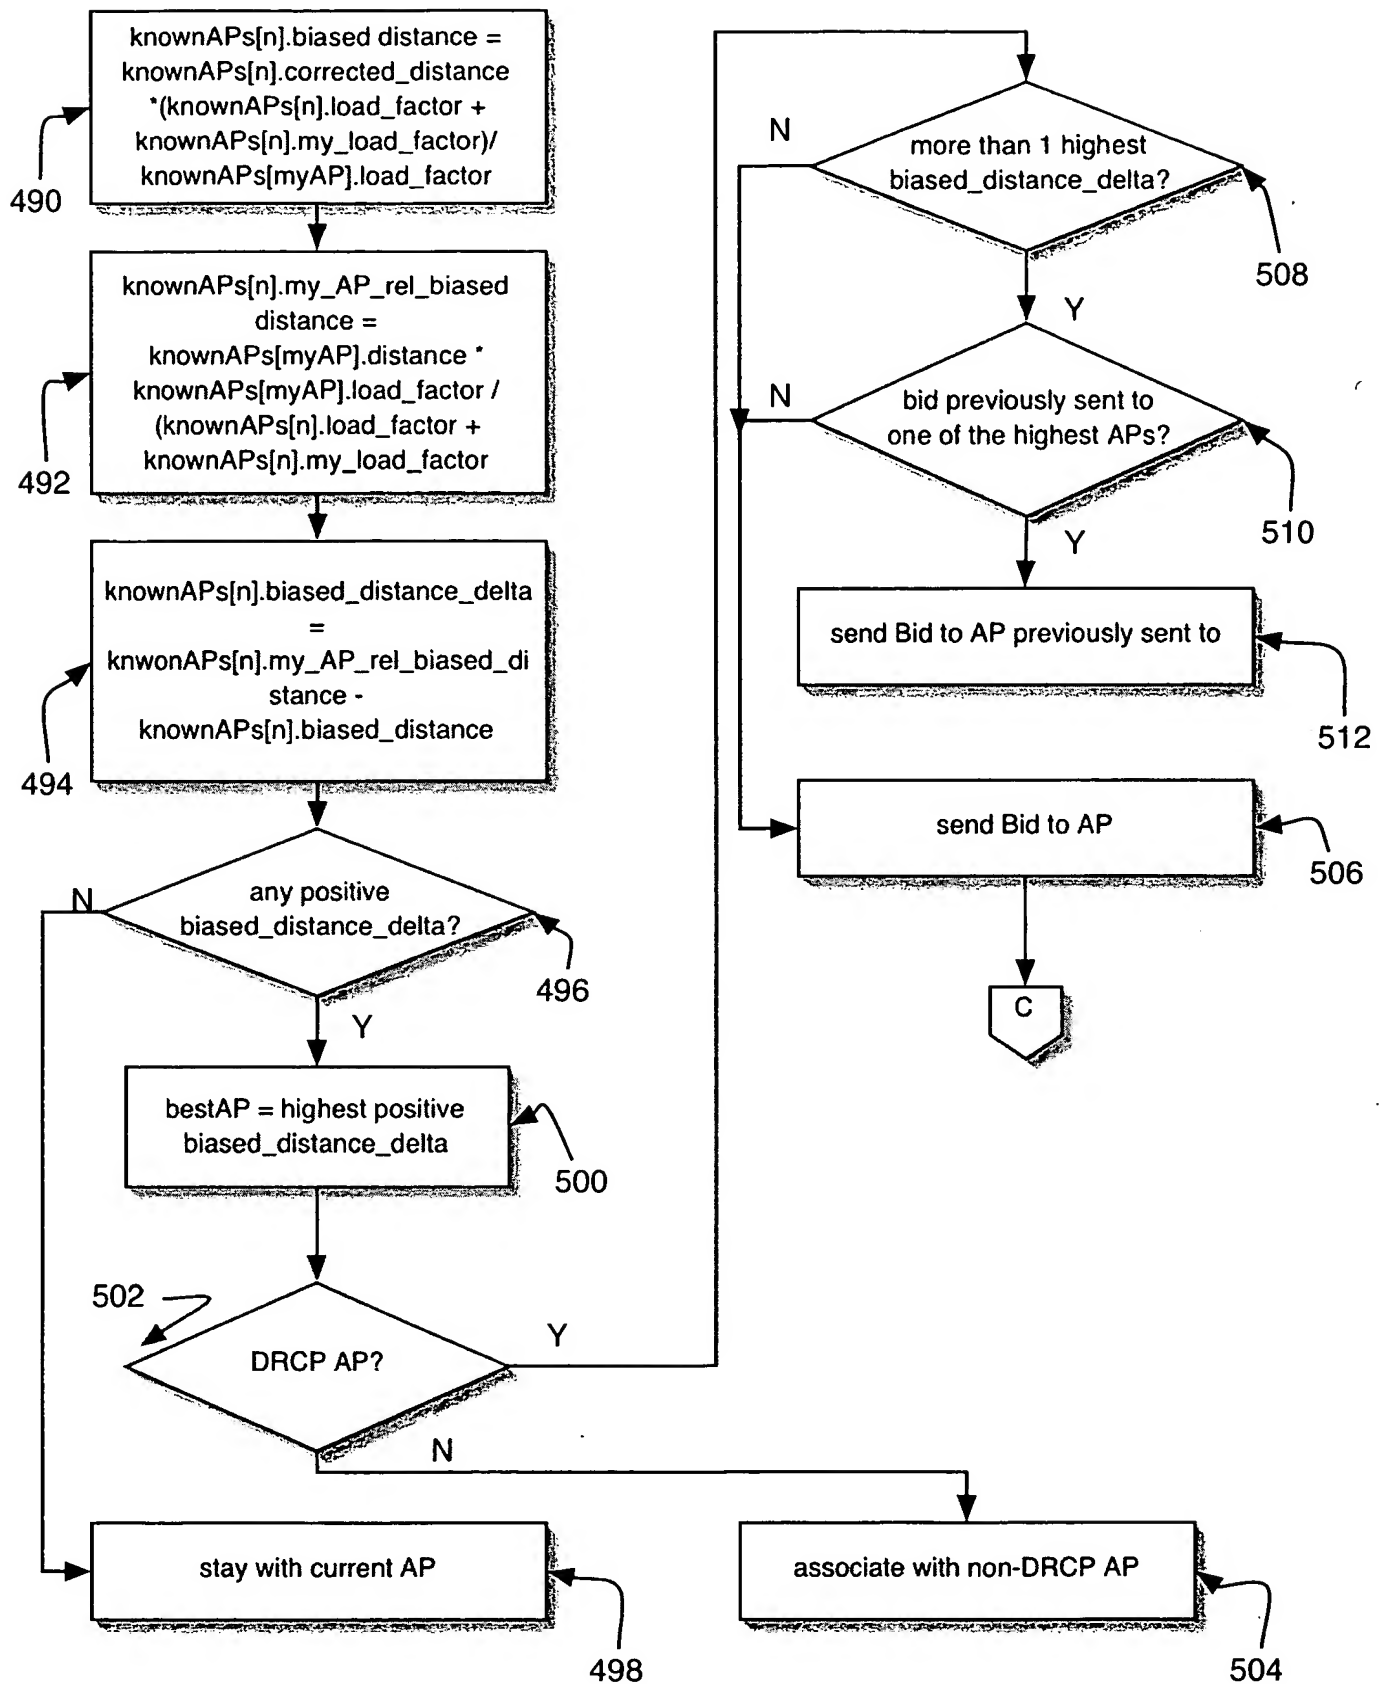 knownAPs[n].biased distance =
knownAPs[n].corrected_distance
*(knownAPs[n].load_factor +
knownAPs[n].my_load_factor)/
knownAPs[myAP].load_factor
490
knownAPs[n].my_AP_rel_biased
distance =
knownAPs[myAP].distance *
knownAPs[myAP].load_factor /
(knownAPs[n].load_factor +
knownAPs[n].my_load_factor
492
knownAPs[n].biased_distance_delta
=
knwonAPs[n].my_AP_rel_biased_di
stance -
knownAPs[n].biased_distance
494
N
any positive
biased_distance_delta?
496
Y
bestAP = highest positive
biased_distance_delta
500
502
DRCP AP?
Y
N
stay with current AP
498
associate with non-DRCP AP
504
N
more than 1 highest
biased_distance_delta?
508
Y
N
bid previously sent to
one of the highest APs?
510
Y
send Bid to AP previously sent to
512
send Bid to AP
506
C